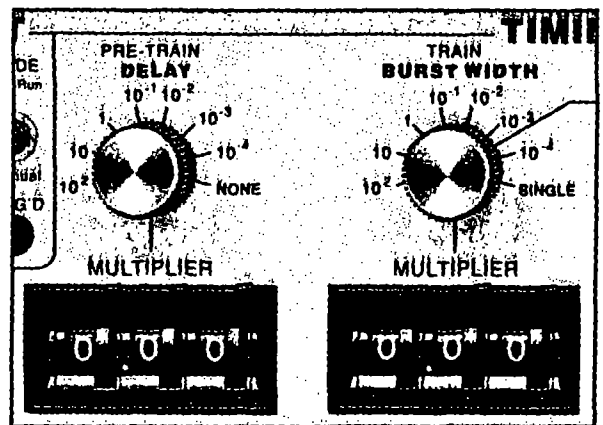 TIMI
PRE-TRAIN
DELAY
TRAIN
BURST WIDTH
DE
Run
ual
G'D
1 10⁻¹ 10⁻² 10⁻³ 10⁻⁴ NONE
10
10²
1 10⁻¹ 10⁻² 10⁻³ 10⁻⁴ SINGLE
10
10²
MULTIPLIER
MULTIPLIER
0 0 0
0 0 0